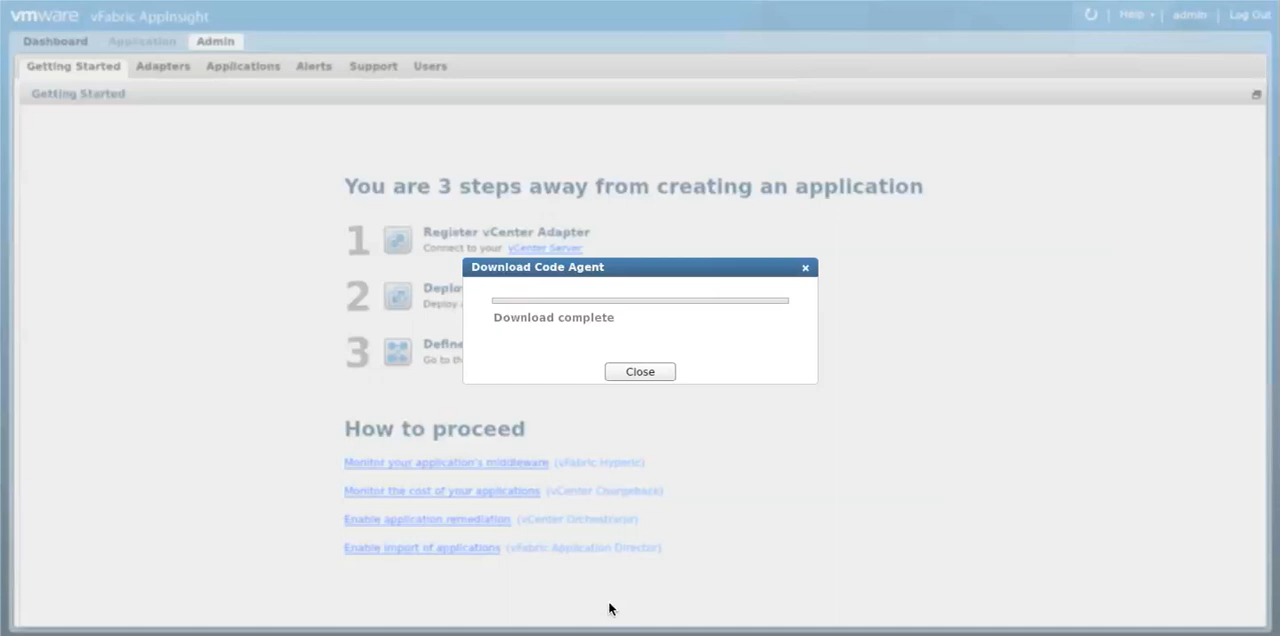 vmware vFabric AppInsight
Help admin Log Out
Dashboard Application Admin
Getting Started Adapters Applications Alerts Support Users
Getting Started
You are 3 steps away from creating an application
1 Register vCenter Adapter
Connect to your vCenter Server
Download Code Agent
2 Deplo
Deploy
Download complete
3 Define
Go to th
Close
How to proceed
Monitor your application's middleware (vFabric Hyperic)
Monitor the cost of your applications (vCenter Chargeback)
Enable application remediation (vCenter Orchestrator)
Enable import of applications (vFabric Application Director)